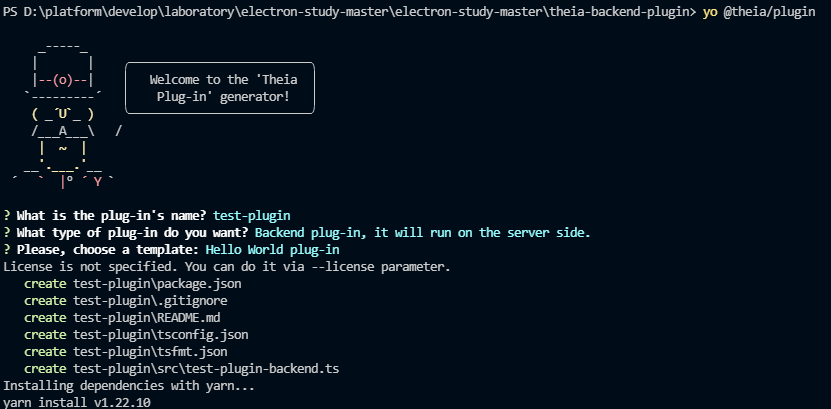 PS D:\platform\develop\laboratory\electron-study-master\electron-study-master\theia-backend-plugin> yo @theia/plugin
     _-----_
    |       |
    |--(o)--|
   `---------´
    ( _´U`_ )
    /___A___\   /
     |  ~  |
   __'.___.'__
 ´   `  |° ´ Y `
Welcome to the 'Theia
Plug-in' generator!
? What is the plug-in's name? test-plugin
? What type of plug-in do you want? Backend plug-in, it will run on the server side.
? Please, choose a template: Hello World plug-in
License is not specified. You can do it via --license parameter.
   create test-plugin\package.json
   create test-plugin\.gitignore
   create test-plugin\README.md
   create test-plugin\tsconfig.json
   create test-plugin\tsfmt.json
   create test-plugin\src\test-plugin-backend.ts
Installing dependencies with yarn...
yarn install v1.22.10